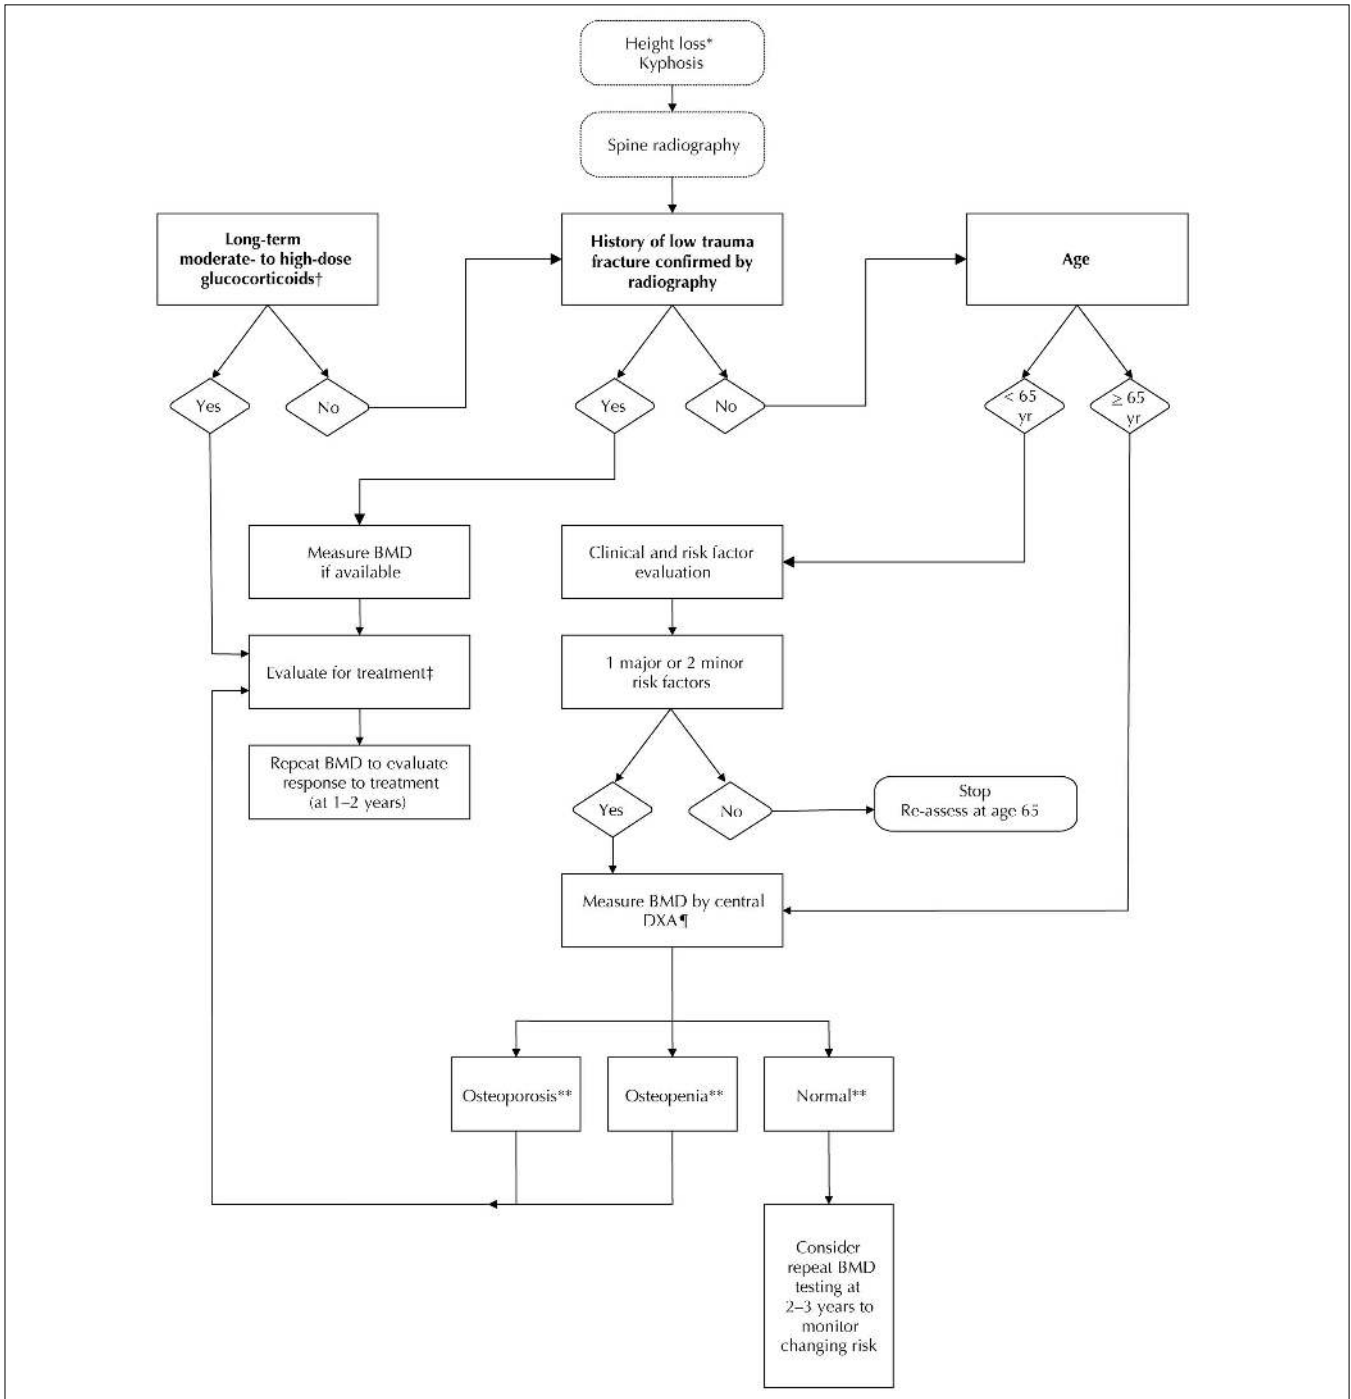 Height loss*
Kyphosis
Spine radiography
Long-term
moderate- to high-dose
glucocorticoids†
History of low trauma
fracture confirmed by
radiography
Age
Yes
No
Yes
No
< 65
yr
≥ 65
yr
Measure BMD
if available
Clinical and risk factor
evaluation
Evaluate for treatment‡
1 major or 2 minor
risk factors
Repeat BMD to evaluate
response to treatment
(at 1–2 years)
Yes
No
Stop
Re-assess at age 65
Measure BMD by central
DXA¶
Osteoporosis**
Osteopenia**
Normal**
Consider
repeat BMD
testing at
2–3 years to
monitor
changing risk